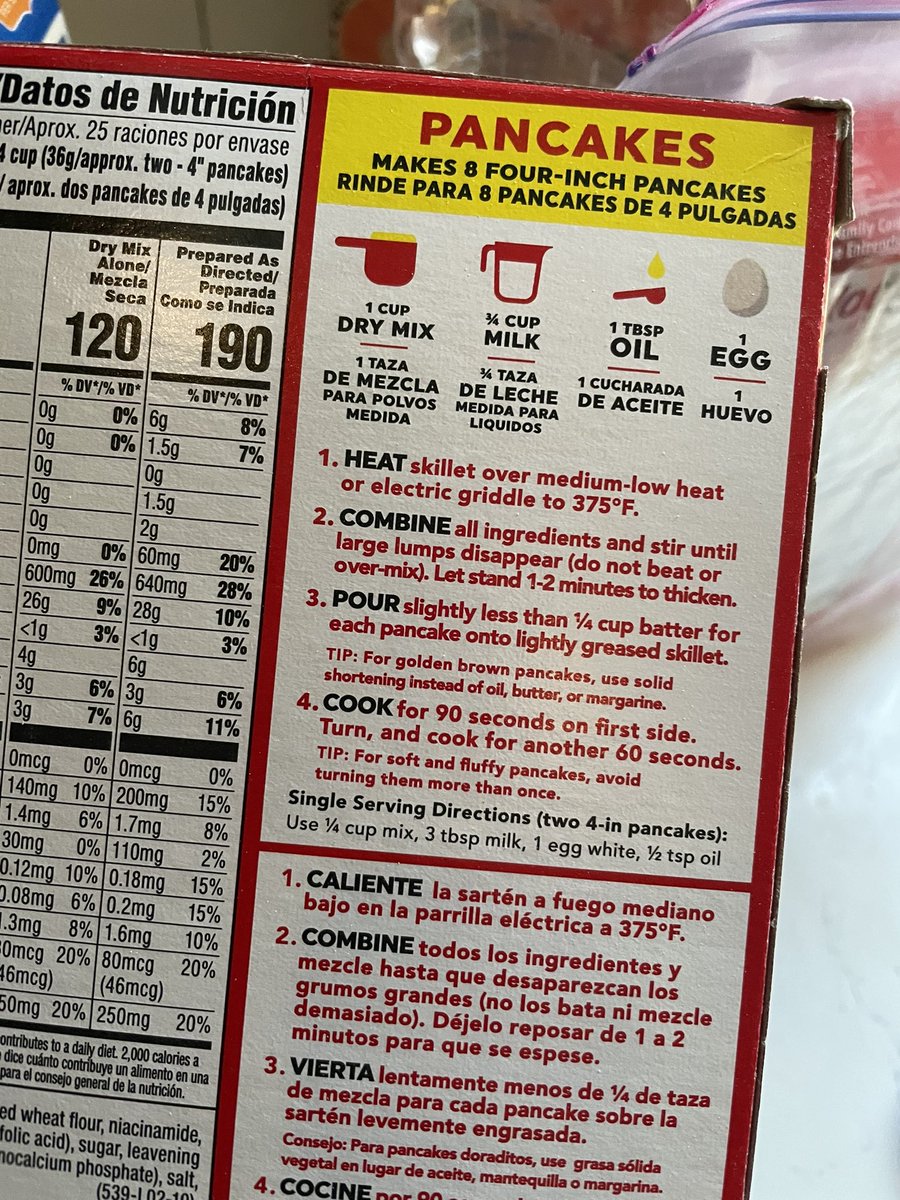 /Datos de Nutrición
er/Aprox. 25 raciones por envase
cup (36g/approx. two - 4" pancakes)
/ aprox. dos pancakes de 4 pulgadas)
Dry Mix
Alone/
Mezcla
Seca
Prepared As
Directed/
Preparada
Como se Indica
120 190
% DV*/% VD* % DV*/% VD*
0g 0% 6g 8%
0g 0% 1.5g 7%
0g 0g
0g 1.5g
0g 2g
0mg 0% 60mg 20%
600mg 26% 640mg 28%
26g 9% 28g 10%
<1g 3% <1g 3%
4g 6g
3g 6% 3g 6%
3g 7% 6g 11%
0mcg 0% 0mcg 0%
140mg 10% 200mg 15%
1.4mg 6% 1.7mg 8%
30mg 0% 110mg 2%
0.12mg 10% 0.18mg 15%
0.08mg 6% 0.2mg 15%
.3mg 8% 1.6mg 10%
0mcg 20% 80mcg 20%
46mcg) (46mcg)
50mg 20% 250mg 20%
ontributes to a daily diet. 2,000 calories a
dice cuánto contribuye un alimento en una
para el consejo general de la nutrición.
ed wheat flour, niacinamide,
folic acid), sugar, leavening
nocalcium phosphate), salt,
(539-L02-10)
PANCAKES
MAKES 8 FOUR-INCH PANCAKES
RINDE PARA 8 PANCAKES DE 4 PULGADAS
1 CUP
DRY MIX
1 TAZA
DE MEZCLA
PARA POLVOS
MEDIDA
¾ CUP
MILK
¾ TAZA
DE LECHE
MEDIDA PARA
LIQUIDOS
1 TBSP
OIL
1 CUCHARADA
DE ACEITE
1
EGG
1
HUEVO
1. HEAT skillet over medium-low heat
or electric griddle to 375°F.
2. COMBINE all ingredients and stir until
large lumps disappear (do not beat or
over-mix). Let stand 1-2 minutes to thicken.
3. POUR slightly less than ¼ cup batter for
each pancake onto lightly greased skillet.
TIP: For golden brown pancakes, use solid
shortening instead of oil, butter, or margarine.
4. COOK for 90 seconds on first side.
Turn, and cook for another 60 seconds.
TIP: For soft and fluffy pancakes, avoid
turning them more than once.
Single Serving Directions (two 4-in pancakes):
Use ¼ cup mix, 3 tbsp milk, 1 egg white, ½ tsp oil
1. CALIENTE la sartén a fuego mediano
bajo en la parrilla eléctrica a 375°F.
2. COMBINE todos los ingredientes y
mezcle hasta que desaparezcan los
grumos grandes (no los bata ni mezcle
demasiado). Déjelo reposar de 1 a 2
minutos para que se espese.
3. VIERTA lentamente menos de ¼ de taza
de mezcla para cada pancake sobre la
sartén levemente engrasada.
Consejo: Para pancakes doraditos, use grasa sólida
vegetal en lugar de aceite, mantequilla o margarina.
4. COCINE por 90